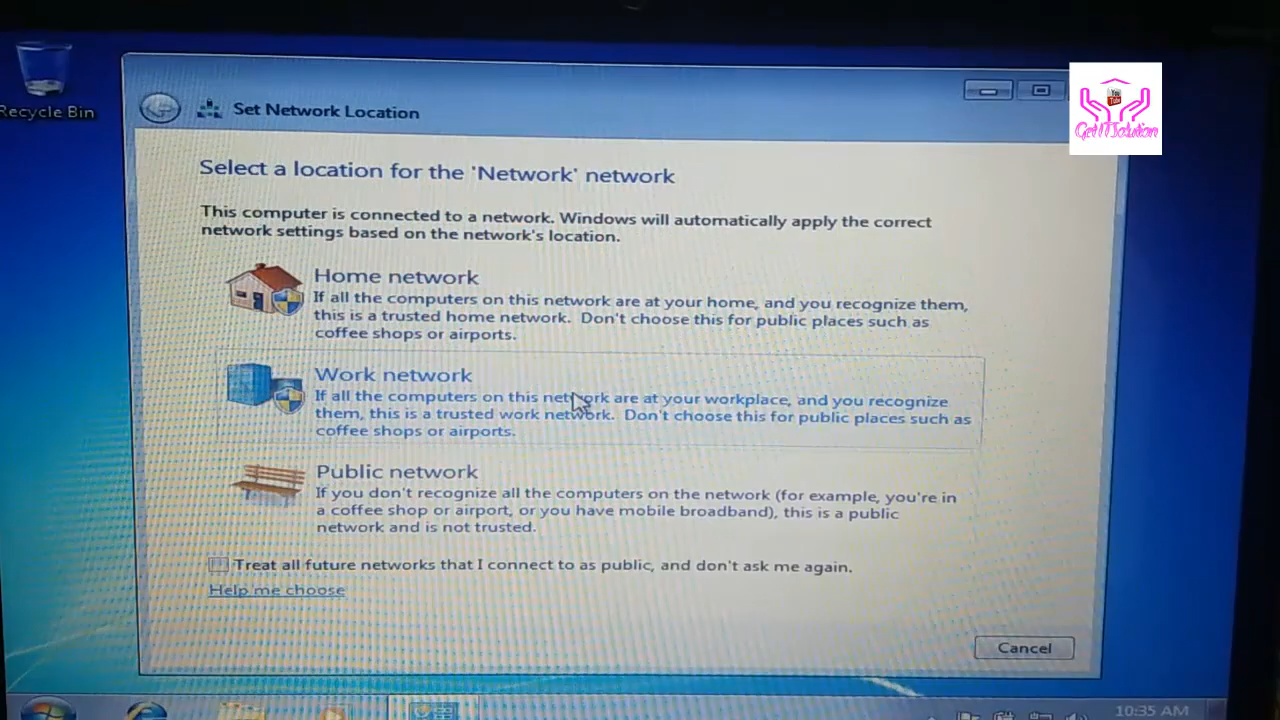 Recycle Bin
You
Tube
Get IT Solution
Set Network Location
Select a location for the 'Network' network
This computer is connected to a network. Windows will automatically apply the correct
network settings based on the network's location.
Home network
If all the computers on this network are at your home, and you recognize them,
this is a trusted home network. Don't choose this for public places such as
coffee shops or airports.
Work network
If all the computers on this network are at your workplace, and you recognize
them, this is a trusted work network. Don't choose this for public places such as
coffee shops or airports.
Public network
If you don't recognize all the computers on the network (for example, you're in
a coffee shop or airport, or you have mobile broadband), this is a public
network and is not trusted.
Treat all future networks that I connect to as public, and don't ask me again.
Help me choose
Cancel
10:35 AM